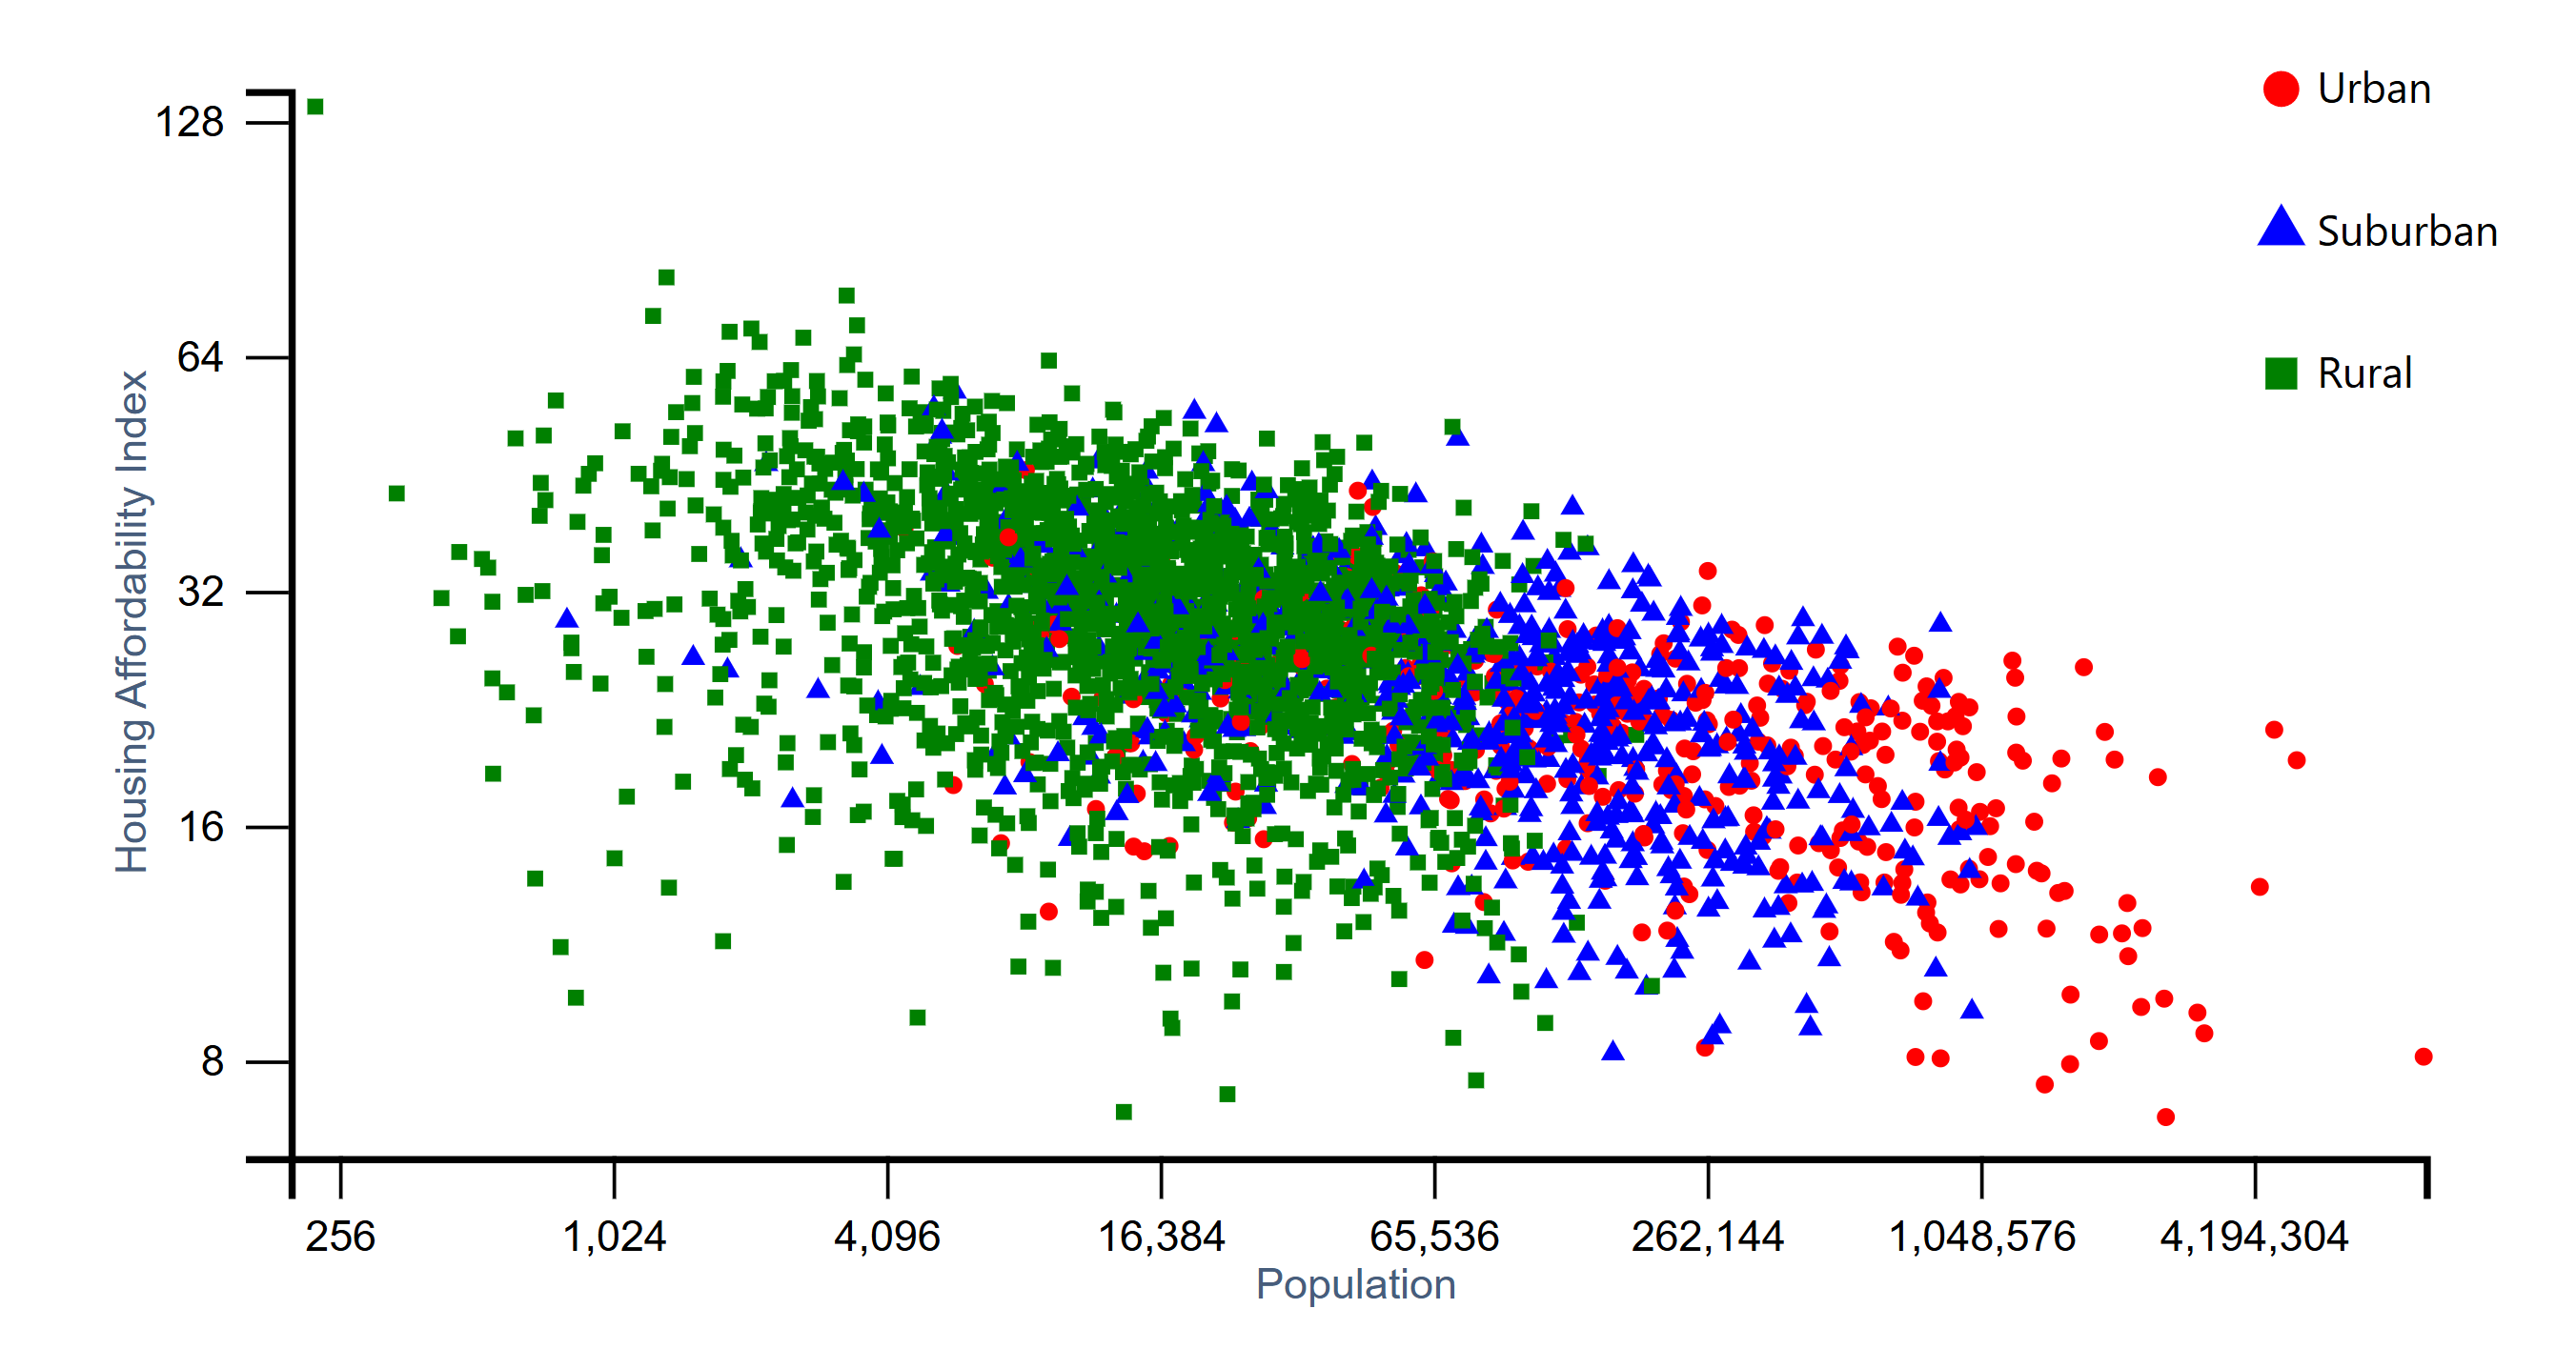 Urban
Suburban
Rural
Housing Affordability Index
128
64
32
16
8
256
1,024
4,096
16,384
65,536
262,144
1,048,576
4,194,304
Population